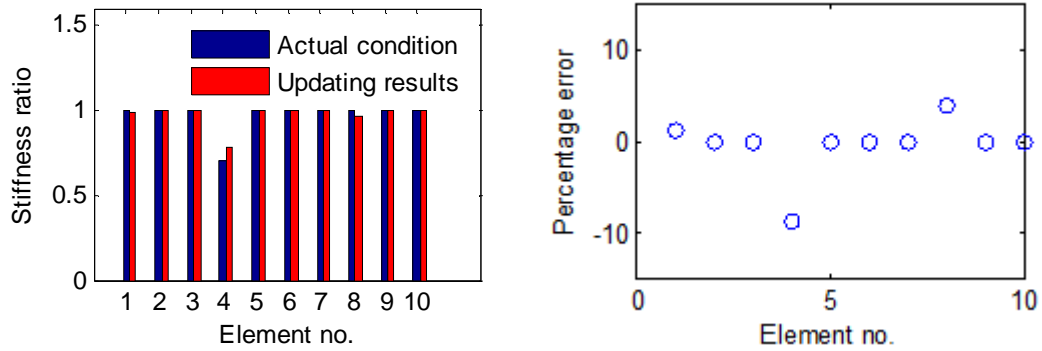 1.5
1
0.5
0
Stiffness ratio
Actual condition
Updating results
1 2 3 4 5 6 7 8 9 10
Element no.
10
0
-10
Percentage error
0 5 10
Element no.